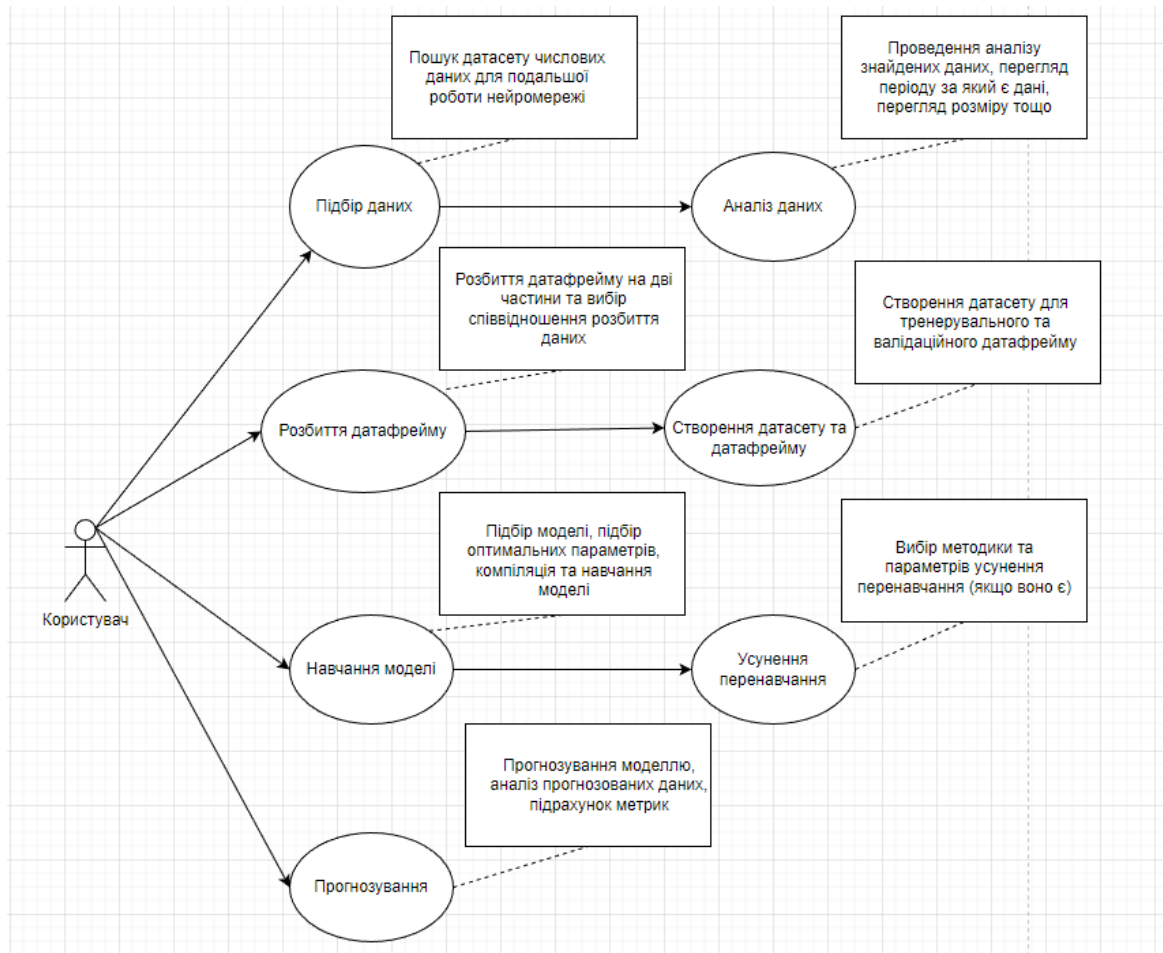 Пошук датасету числових
даних для подальшої
роботи нейромережі
Проведення аналізу
знайдених даних, перегляд
періоду за який є дані,
перегляд розміру тощо
Підбір даних
Аналіз даних
Розбиття датафрейму на дві
частини та вибір
співвідношення розбиття
даних
Створення датасету для
тренерувального та
валідаційного датафрейму
Розбиття датафрейму
Створення датасету та
датафрейму
Підбір моделі, підбір
оптимальних параметрів,
компіляція та навчання
моделі
Вибір методики та
параметрів усунення
перенавчання (якщо воно є)
Користувач
Навчання моделі
Усунення
перенавчання
Прогнозування моделлю,
аналіз прогнозованих даних,
підрахунок метрик
Прогнозування